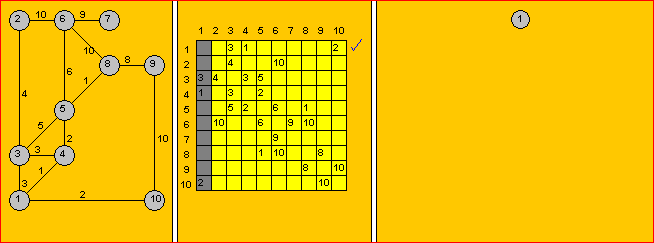 2 10 6 9 7
10
8 8 9
6
1
4
5
5 2 10
3 3 4
1
3
1 2 10
1 2 3 4 5 6 7 8 9 10
1 3 1 2
2 4 10
3 3 4 3 5
4 1 3 2
5 5 2 6 1
6 10 6 9 10
7 9
8 1 10 8
9 8 10
10 2 10
1